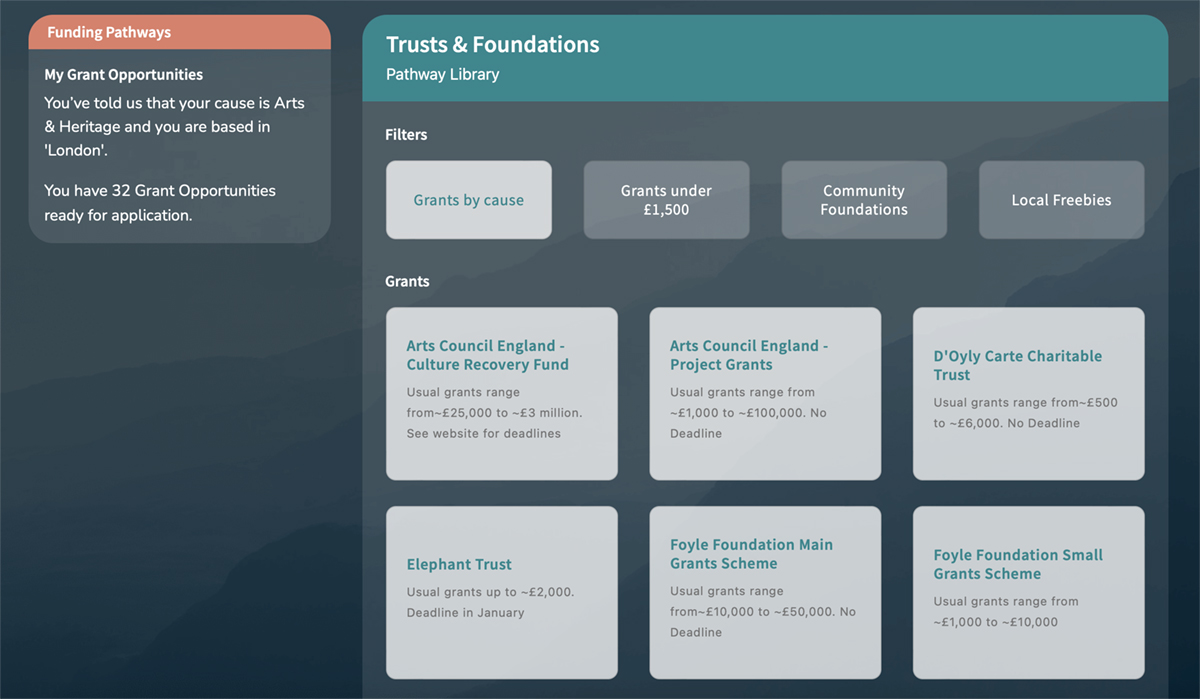 Funding Pathways
My Grant Opportunities
You've told us that your cause is Arts
& Heritage and you are based in
'London'.
You have 32 Grant Opportunities
ready for application.
Trusts & Foundations
Pathway Library
Filters
Grants by cause
Grants under
£1,500
Community
Foundations
Local Freebies
Grants
Arts Council England -
Culture Recovery Fund
Usual grants range
from~£25,000 to ~£3 million.
See website for deadlines
Arts Council England -
Project Grants
Usual grants range from
~£1,000 to ~£100,000. No
Deadline
D'Oyly Carte Charitable
Trust
Usual grants range from~£500
to ~£6,000. No Deadline
Elephant Trust
Usual grants up to ~£2,000.
Deadline in January
Foyle Foundation Main
Grants Scheme
Usual grants range
from~£10,000 to ~£50,000. No
Deadline
Foyle Foundation Small
Grants Scheme
Usual grants range from
~£1,000 to ~£10,000